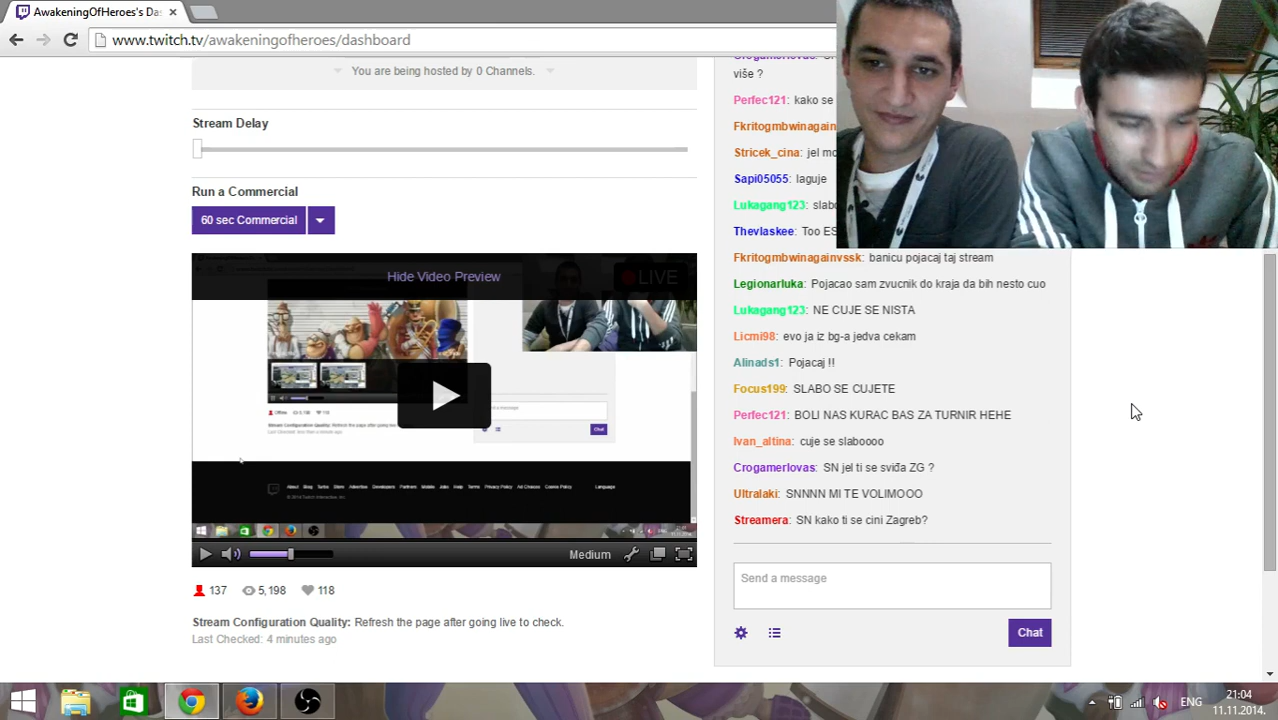 AwakeningOfHeroes's Das
www.twitch.tv/awakeningofheroes/dashboard
You are being hosted by 0 Channels.
Stream Delay
Run a Commercial
60 sec Commercial
Hide Video Preview
LIVE
Chat
Medium
137
5,198
118
Stream Configuration Quality: Refresh the page after going live to check.
Last Checked: 4 minutes ago
više ?
Perfec121: kako se
Fkritogmbwinagain
Stricek_cina: jel mo
Sapi05055: laguje
Lukagang123: slabo
Thevlaskee: Too ES
Fkritogmbwinagainvssk: banicu pojacaj taj stream
Legionarluka: Pojacao sam zvucnik do kraja da bih nesto cuo
Lukagang123: NE CUJE SE NISTA
Licmi98: evo ja iz bg-a jedva cekam
Alinads1: Pojacaj !!
Focus199: SLABO SE CUJETE
Perfec121: BOLI NAS KURAC BAS ZA TURNIR HEHE
Ivan_altina: cuje se slaboooo
Crogamerlovas: SN jel ti se sviđa ZG ?
Ultralaki: SNNNN MI TE VOLIMOOO
Streamera: SN kako ti se cini Zagreb?
Send a message
Chat
ENG
21:04
11.11.2014.